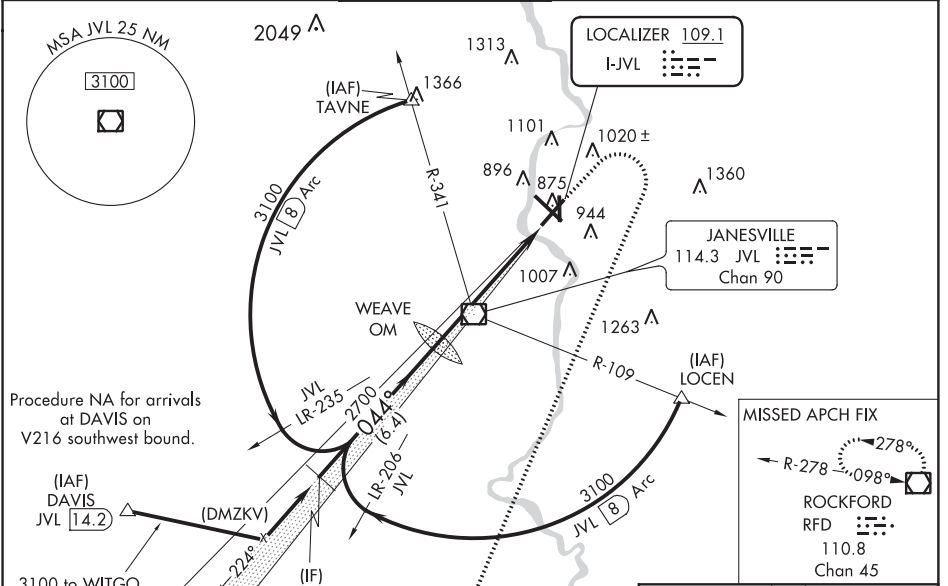 MSA JVL 25 NM
3100
2049
1313
LOCALIZER 109.1
I-JVL
(IAF)
TAVNE
1366
1101
1020 ±
896
875
1360
R-341
3100
JVL 8 Arc
944
JANESVILLE
114.3 JVL
Chan 90
1007
WEAVE
OM
1263
R-109
(IAF)
LOCEN
JVL
LR-235
2700
044°
(6.4)
LR-206
JVL
Procedure NA for arrivals
at DAVIS on
V216 southwest bound.
MISSED APCH FIX
278°
R-278
098°
ROCKFORD
RFD
110.8
Chan 45
(IAF)
DAVIS
JVL 14.2
(DMZKV)
3100
JVL 8 Arc
224°
(IF)
3100 to WITGO